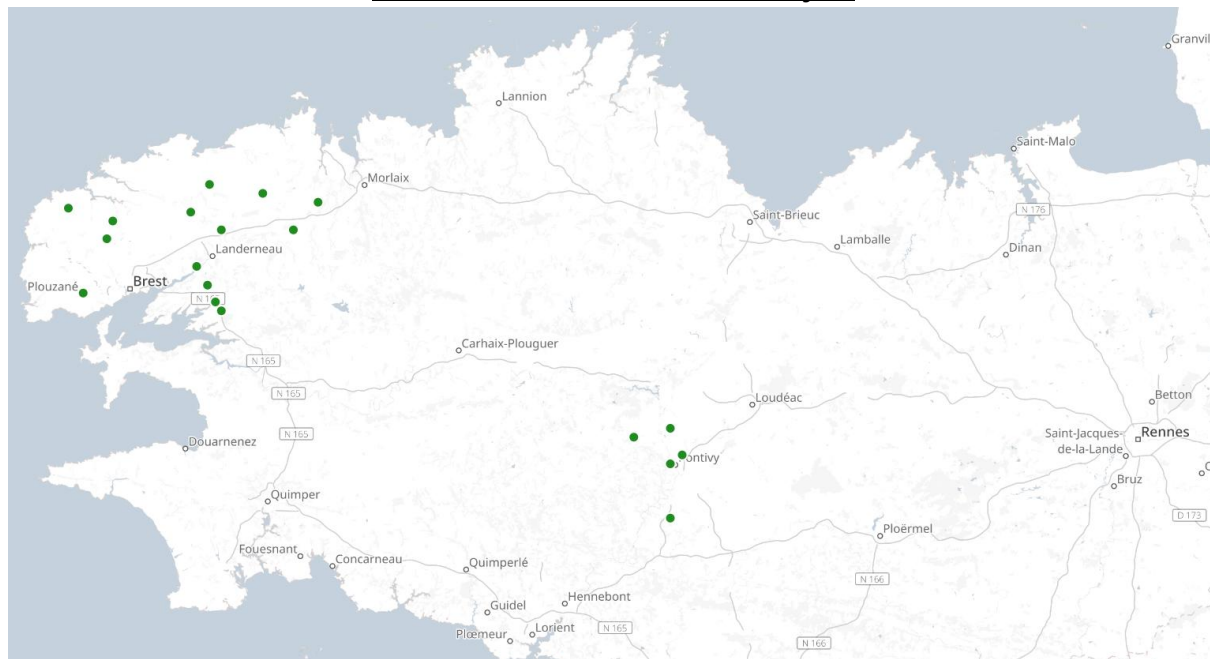 Granvil
Lannion
Saint-Malo
Morlaix
N 176
Saint-Brieuc
Lamballe
Dinan
Landerneau
Plouzané
Brest
N 165
Carhaix-Plouguer
N 165
Loudéac
Betton
N 165
Saint-Jacques-
de-la-Lande
Rennes
Douarnenez
ontivy
Bruz
Quimper
D 173
Ploërmel
Fouesnant
Concarneau
Quimperlé
N 166
Hennebont
Guidel
Plœmeur
Lorient
N 165
N 166